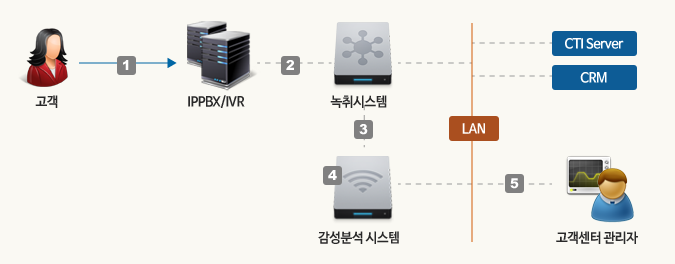 1
2
CTI Server
CRM
고객
IPPBX/IVR
녹취시스템
3
LAN
4
5
감성분석 시스템
고객센터 관리자